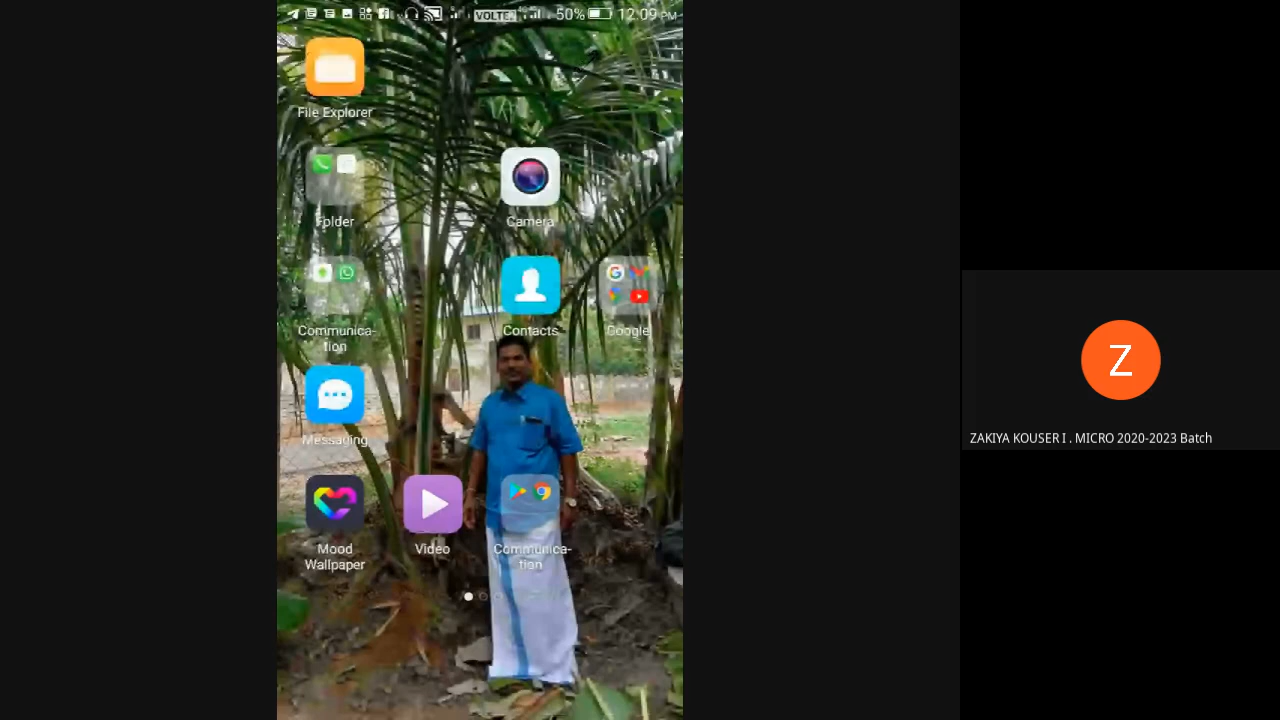 VOLTE 50% 12:09 PM
File Explorer
Folder
Camera
Communica-
tion
Contacts
Google
Messaging
Mood
Wallpaper
Video
Communica-
tion
Z
ZAKIYA KOUSER I . MICRO 2020-2023 Batch